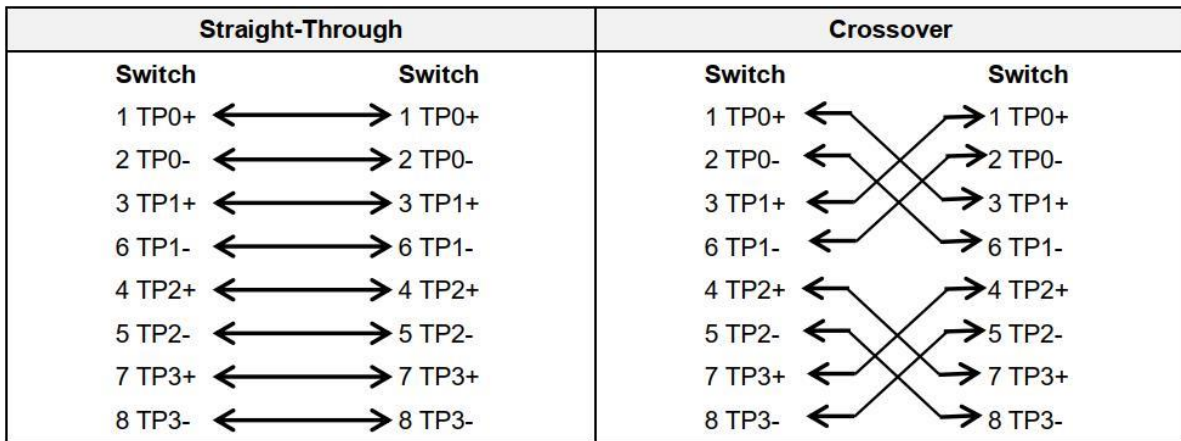 Straight-Through Crossover
Switch Switch Switch Switch
1 TP0+ 1 TP0+ 1 TP0+ 1 TP0+
2 TP0- 2 TP0- 2 TP0- 2 TP0-
3 TP1+ 3 TP1+ 3 TP1+ 3 TP1+
6 TP1- 6 TP1- 6 TP1- 6 TP1-
4 TP2+ 4 TP2+ 4 TP2+ 4 TP2+
5 TP2- 5 TP2- 5 TP2- 5 TP2-
7 TP3+ 7 TP3+ 7 TP3+ 7 TP3+
8 TP3- 8 TP3- 8 TP3- 8 TP3-